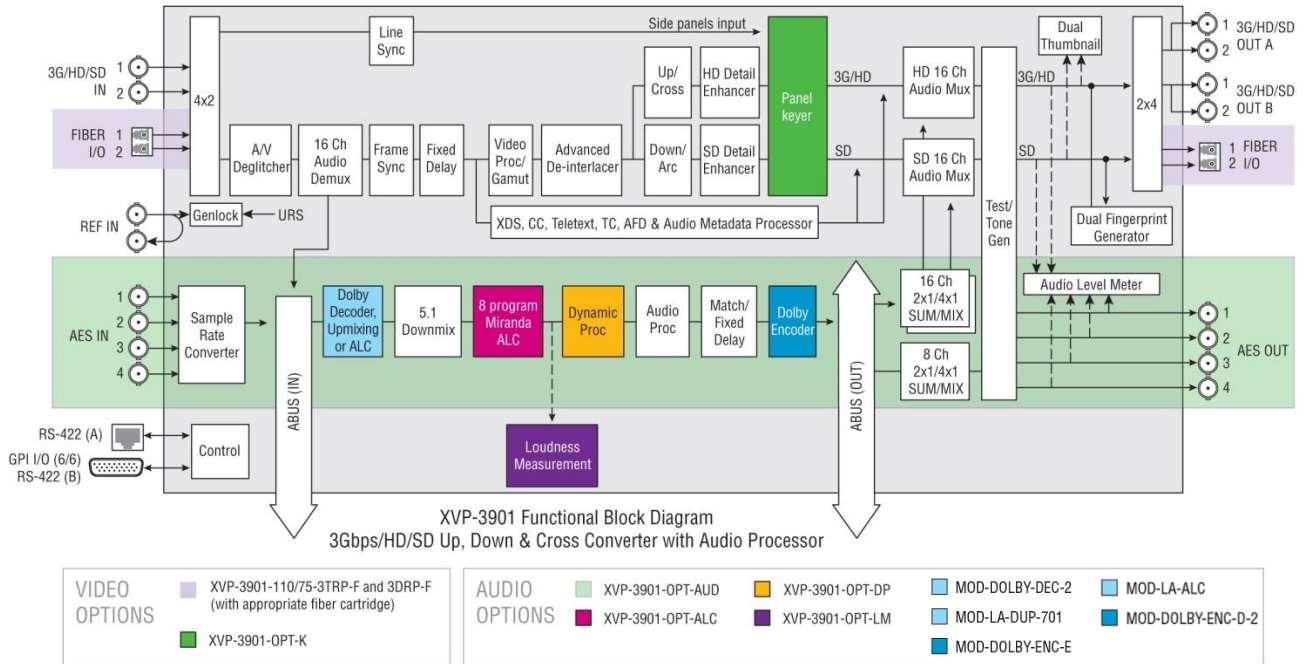 Side panels input
Line
Sync
Dual
Thumbnail
3G/HD/SD
IN
1
2
4x2
Up/
Cross
HD Detail
Enhancer
Panel
keyer
3G/HD
HD 16 Ch
Audio Mux
3G/HD
2x4
1
2
3G/HD/SD
OUT A
1
2
3G/HD/SD
OUT B
FIBER
I/O
1
2
A/V
Deglitcher
16 Ch
Audio
Demux
Frame
Sync
Fixed
Delay
Video
Proc/
Gamut
Advanced
De-interlacer
Down/
Arc
SD Detail
Enhancer
SD
SD 16 Ch
Audio Mux
SD
1
2
FIBER
I/O
REF IN
Genlock
URS
XDS, CC, Teletext, TC, AFD & Audio Metadata Processor
Test/
Tone
Gen
Dual Fingerprint
Generator
AES IN
1
2
3
4
Sample
Rate
Converter
ABUS (IN)
Dolby
Decoder,
Upmixing
or ALC
5.1
Downmix
8 program
Miranda
ALC
Dynamic
Proc
Audio
Proc
Match/
Fixed
Delay
Dolby
Encoder
ABUS (OUT)
16 Ch
2x1/4x1
SUM/MIX
8 Ch
2x1/4x1
SUM/MIX
Audio Level Meter
1
2
3
4
AES OUT
RS-422 (A)
GPI I/O (6/6)
RS-422 (B)
Control
Loudness
Measurement
XVP-3901 Functional Block Diagram
3Gbps/HD/SD Up, Down & Cross Converter with Audio Processor
VIDEO
OPTIONS
XVP-3901-110/75-3TRP-F and 3DRP-F
(with appropriate fiber cartridge)
XVP-3901-OPT-K
AUDIO
OPTIONS
XVP-3901-OPT-AUD
XVP-3901-OPT-ALC
XVP-3901-OPT-DP
XVP-3901-OPT-LM
MOD-DOLBY-DEC-2
MOD-LA-DUP-701
MOD-DOLBY-ENC-E
MOD-LA-ALC
MOD-DOLBY-ENC-D-2